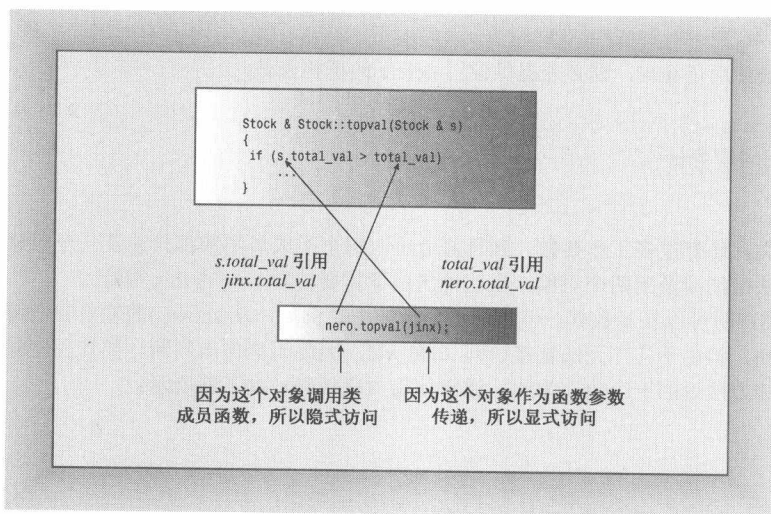 Stock & Stock::topval(Stock & s)
{
if (s.total_val > total_val)
...
}
s.total_val 引用
jinx.total_val
total_val 引用
nero.total_val
nero.topval(jinx);
因为这个对象调用类
成员函数，所以隐式访问
因为这个对象作为函数参数
传递，所以显式访问